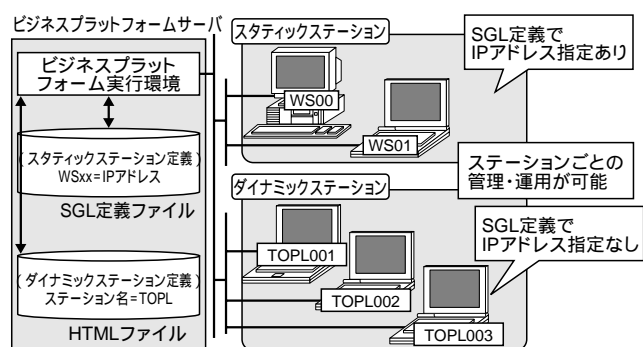 ビジネスプラットフォームサーバ
ビジネスプラット
フォーム実行環境
(スタティックステーション定義)
WSxx=IPアドレス
SGL定義ファイル
(ダイナミックステーション定義)
ステーション名=TOPL
HTMLファイル
スタティックステーション
WS00
WS01
SGL定義で
IPアドレス指定あり
ステーションごとの
管理・運用が可能
ダイナミックステーション
SGL定義で
IPアドレス指定なし
TOPL001
TOPL002
TOPL003